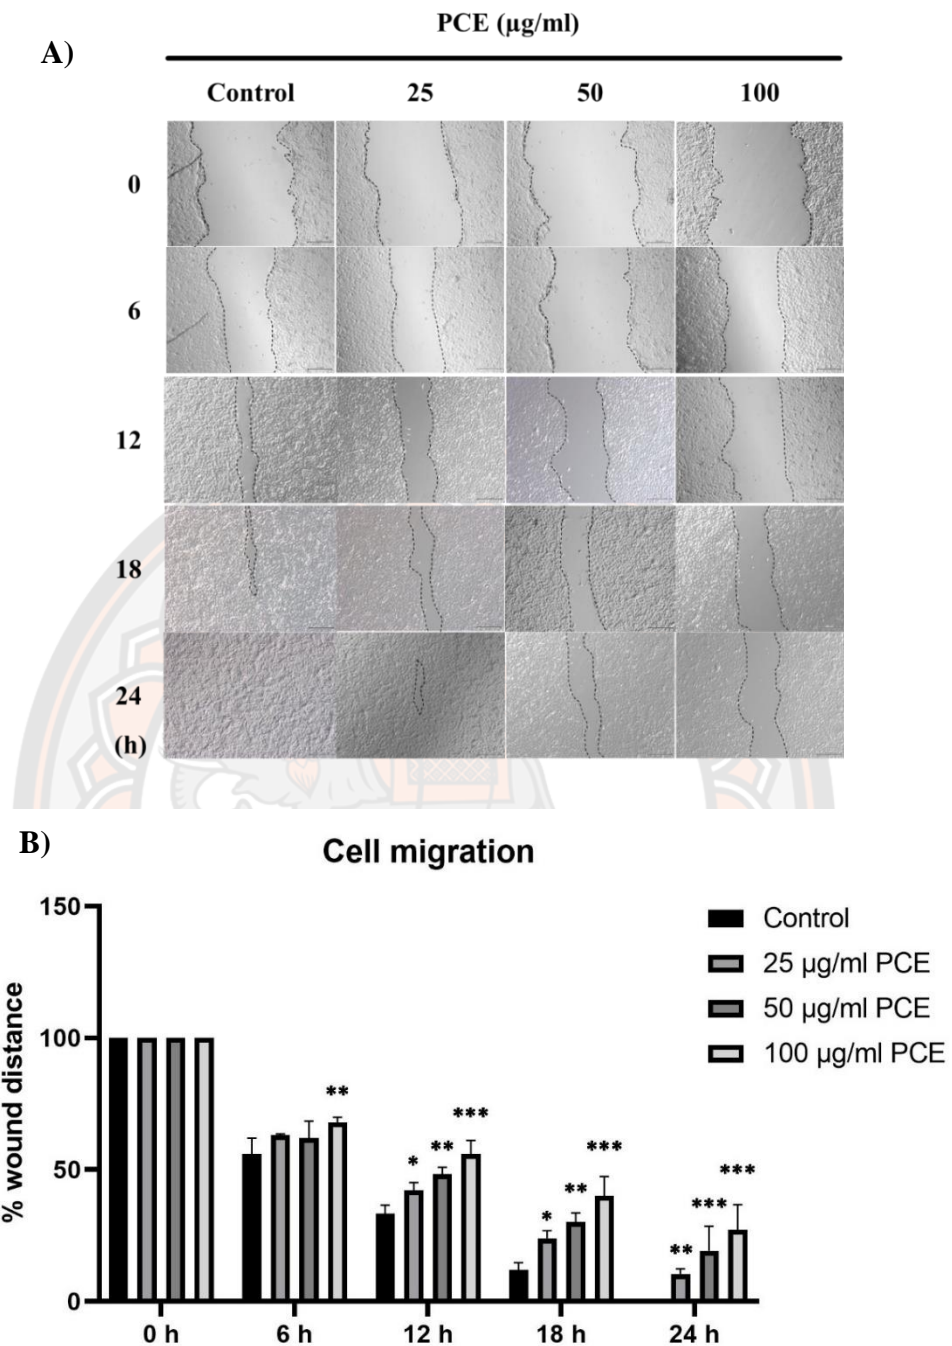 PCE (µg/ml)
A)
Control 25 50 100
0
6
12
18
24
(h)
B)
Cell migration
150
100
50
0
% wound distance
Control
25 µg/ml PCE
50 µg/ml PCE
100 µg/ml PCE
**
* ** ***
* ** ***
** *** ***
0 h 6 h 12 h 18 h 24 h